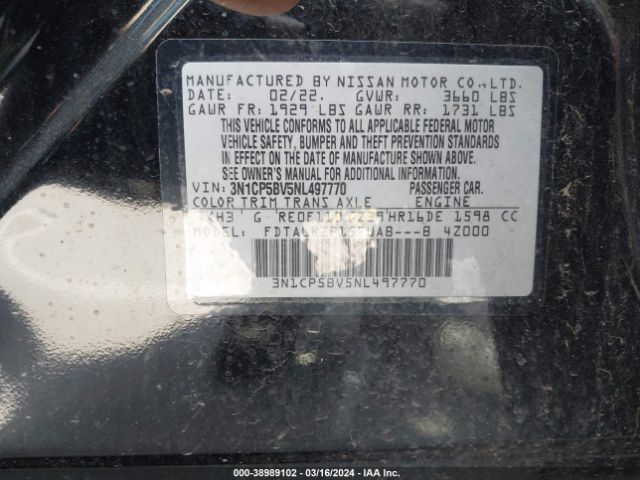 MANUFACTURED BY NISSAN MOTOR CO.,LTD.
DATE: 02/22. GVWR: 3660 LBS
GAWR FR: 1929 LBS GAWR RR: 1731 LBS
THIS VEHICLE CONFORMS TO ALL APPLICABLE FEDERAL MOTOR
VEHICLE SAFETY, BUMPER AND THEFT PREVENTION STANDARDS
IN EFFECT ON THE DATE OF MANUFACTURE SHOWN ABOVE.
SEE OWNER'S MANUAL FOR ADDITIONAL INFORMATION.
VIN: 3N1CP5BV5NL497770 PASSENGER CAR.
COLOR TRIM TRANS AXLE ENGINE
KH3 G HR16DE 1598 CC
MODEL: B 4Z000
3N1CP5BV5NL497770
000-38989102 - 03/16/2024 - IAA Inc.